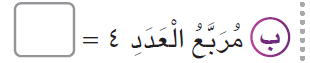 ب مُرَبَّعُ الْعَدَدِ ٤ =